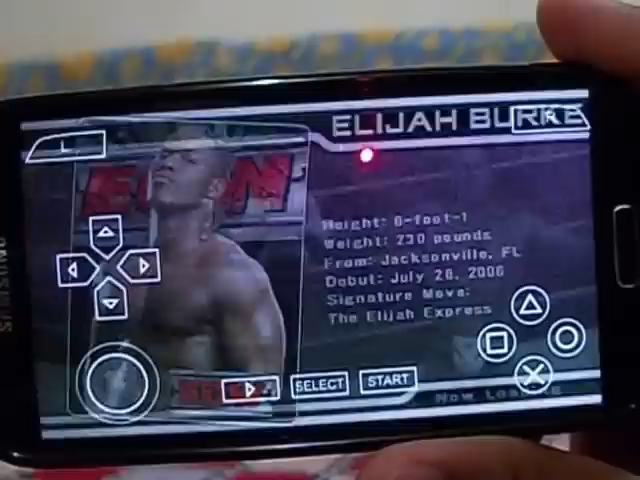 ELIJAH BURKE
L
R
Height: 6-foot-1
Weight: 230 pounds
From: Jacksonville, FL
Debut: July 26, 2006
Signature Move:
The Elijah Express
SELECT
START
Now Loading
SAMSUNG